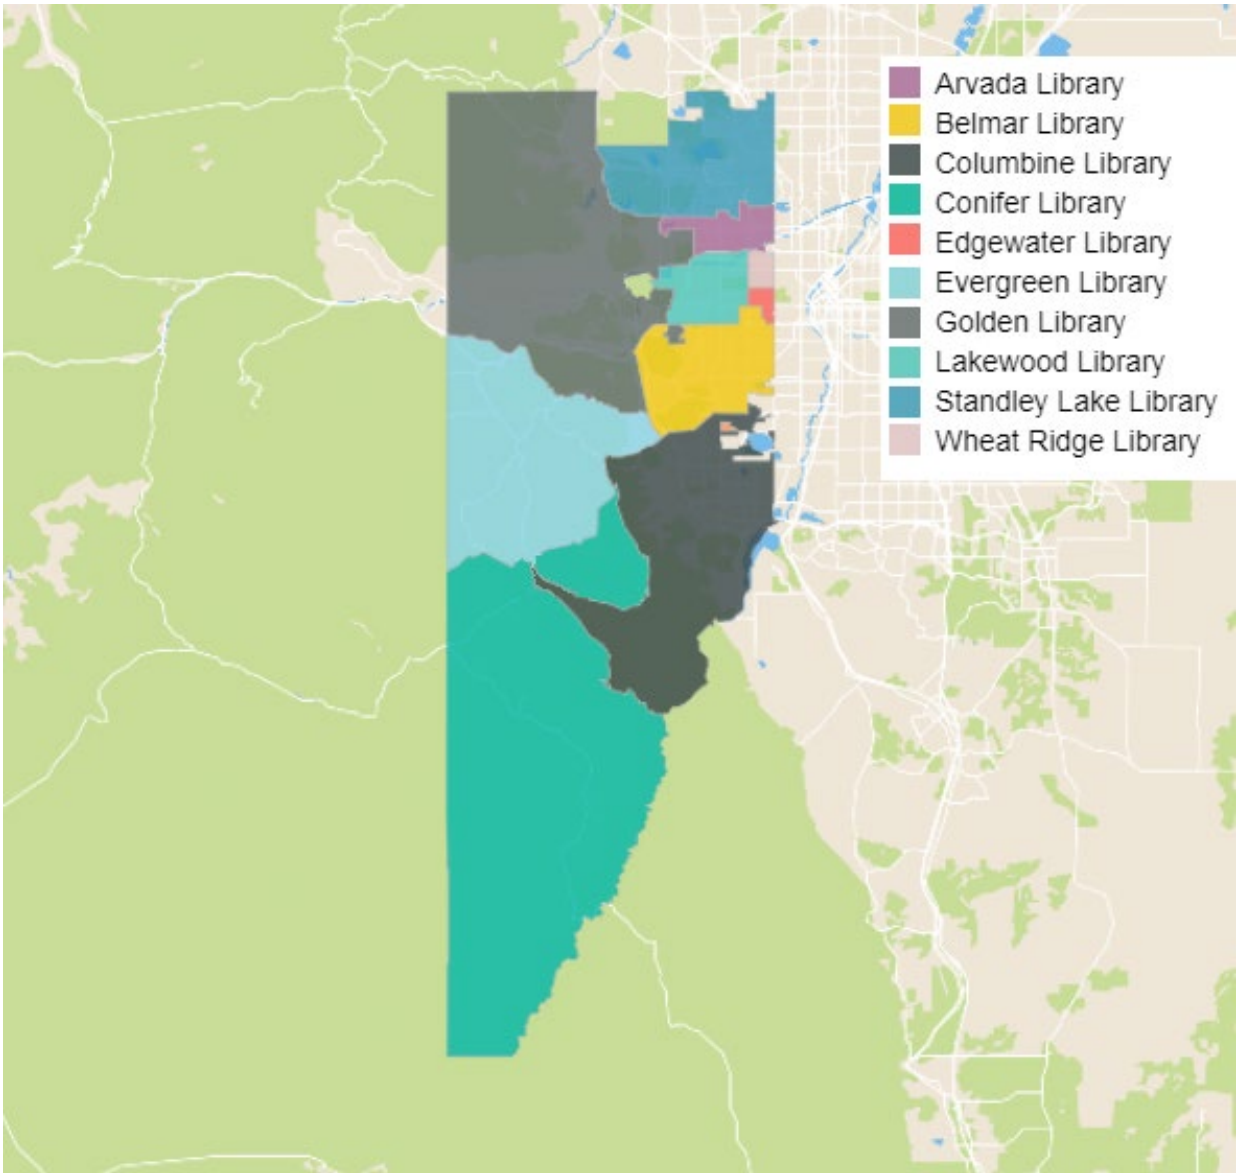 Arvada Library
Belmar Library
Columbine Library
Conifer Library
Edgewater Library
Evergreen Library
Golden Library
Lakewood Library
Standley Lake Library
Wheat Ridge Library